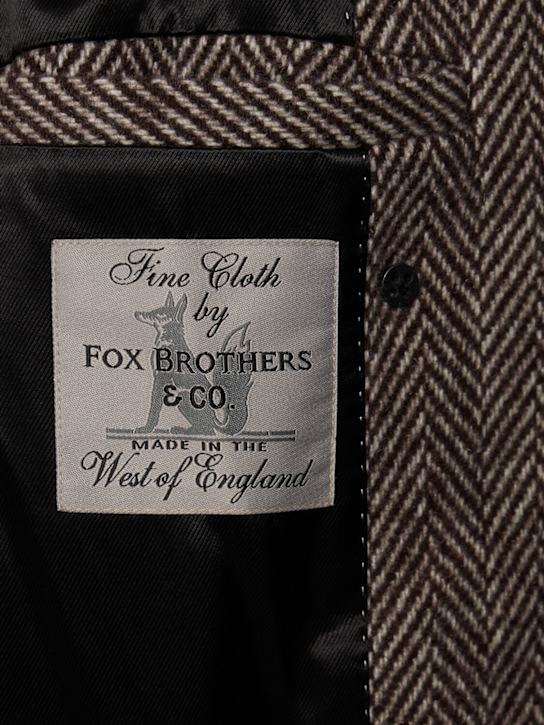 Fine Cloth
by
FOX BROTHERS
& CO.
MADE IN THE
West of England